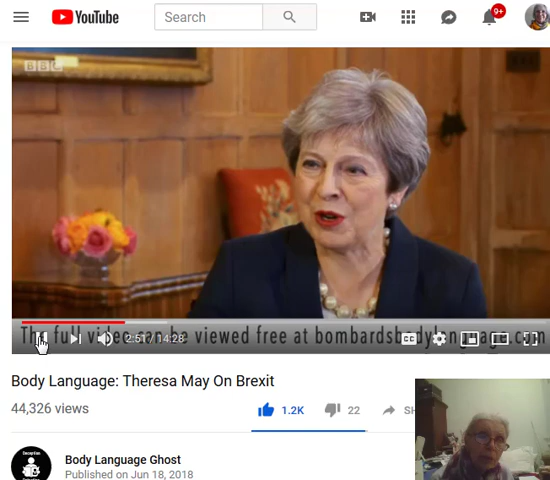 YouTube
Search
9+
BBC
The full video can be viewed free at bombardsbodylanguage.com
2:51 / 14:28
CC
Body Language: Theresa May On Brexit
44,326 views
1.2K
22
SH
Body Language Ghost
Published on Jun 18, 2018